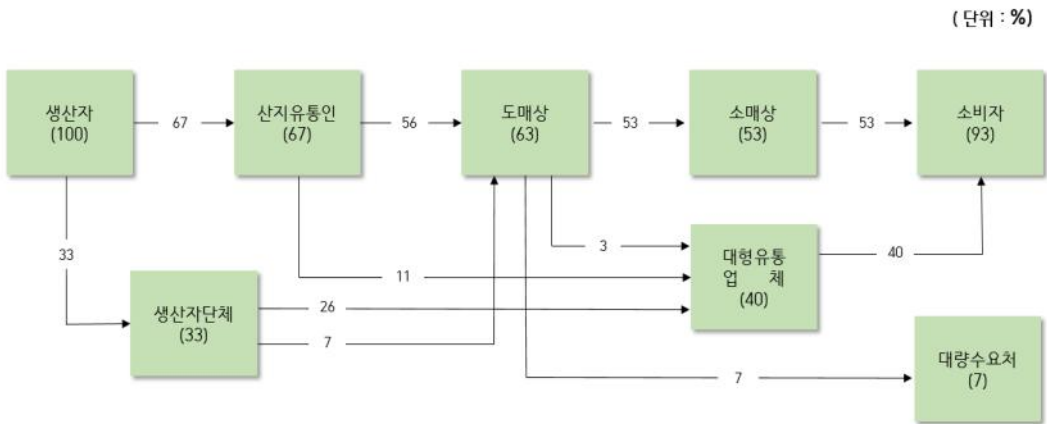 ( 단위 : %)
생산자
(100)
67
산지유통인
(67)
56
도매상
(63)
53
소매상
(53)
53
소비자
(93)
33
3
대형유통
업 체
(40)
40
11
생산자단체
(33)
26
7
7
대량수요처
(7)